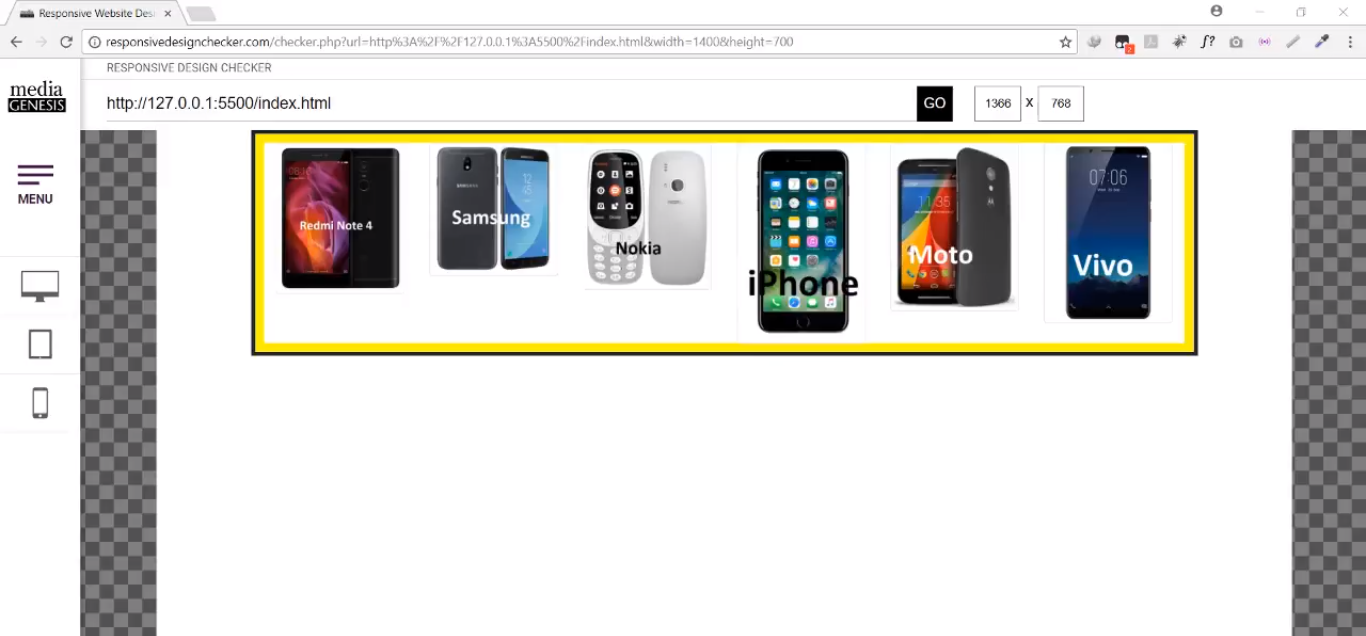 Responsive Website Des
responsivedesignchecker.com/checker.php?url=http%3A%2F%2F127.0.0.1%3A5500%2Findex.html&width=1400&height=700
f?
2
RESPONSIVE DESIGN CHECKER
media
GENESIS
http://127.0.0.1:5500/index.html
GO
1366 X 768
MENU
Redmi Note 4
Samsung
Nokia
iPhone
11:35
Moto
07:06
Vivo